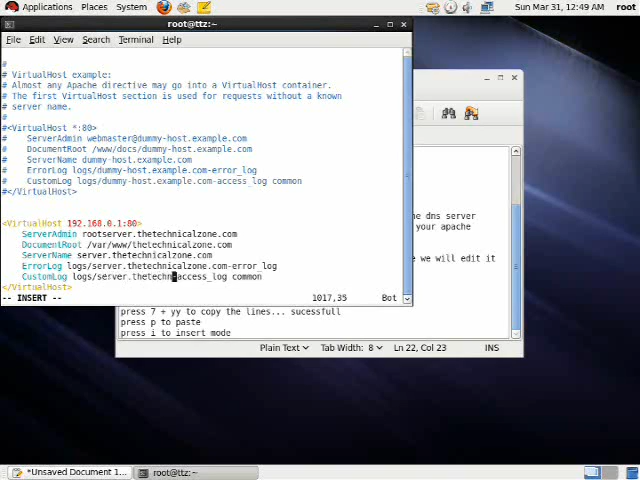 Applications Places System
Sun Mar 31, 12:49 AM root
root@ttz:~
File Edit View Search Terminal Help
#
# VirtualHost example:
# Almost any Apache directive may go into a VirtualHost container.
# The first VirtualHost section is used for requests without a known
# server name.
#
#<VirtualHost *:80>
# ServerAdmin webmaster@dummy-host.example.com
# DocumentRoot /www/docs/dummy-host.example.com
# ServerName dummy-host.example.com
# ErrorLog logs/dummy-host.example.com-error_log
# CustomLog logs/dummy-host.example.com-access_log common
#</VirtualHost>
<VirtualHost 192.168.0.1:80>
ServerAdmin rootserver.thetechnicalzone.com
DocumentRoot /var/www/thetechnicalzone.com
ServerName server.thetechnicalzone.com
ErrorLog logs/server.thetechnicalzone.com-error_log
CustomLog logs/server.thetechn-access_log common
</VirtualHost>
-- INSERT -- 1017,35 Bot
dns server
your apache
we will edit it
press 7 + yy to copy the lines... sucessfull
press p to paste
press i to insert mode
Plain Text Tab Width: 8 Ln 22, Col 23 INS
*Unsaved Document 1... root@ttz:~